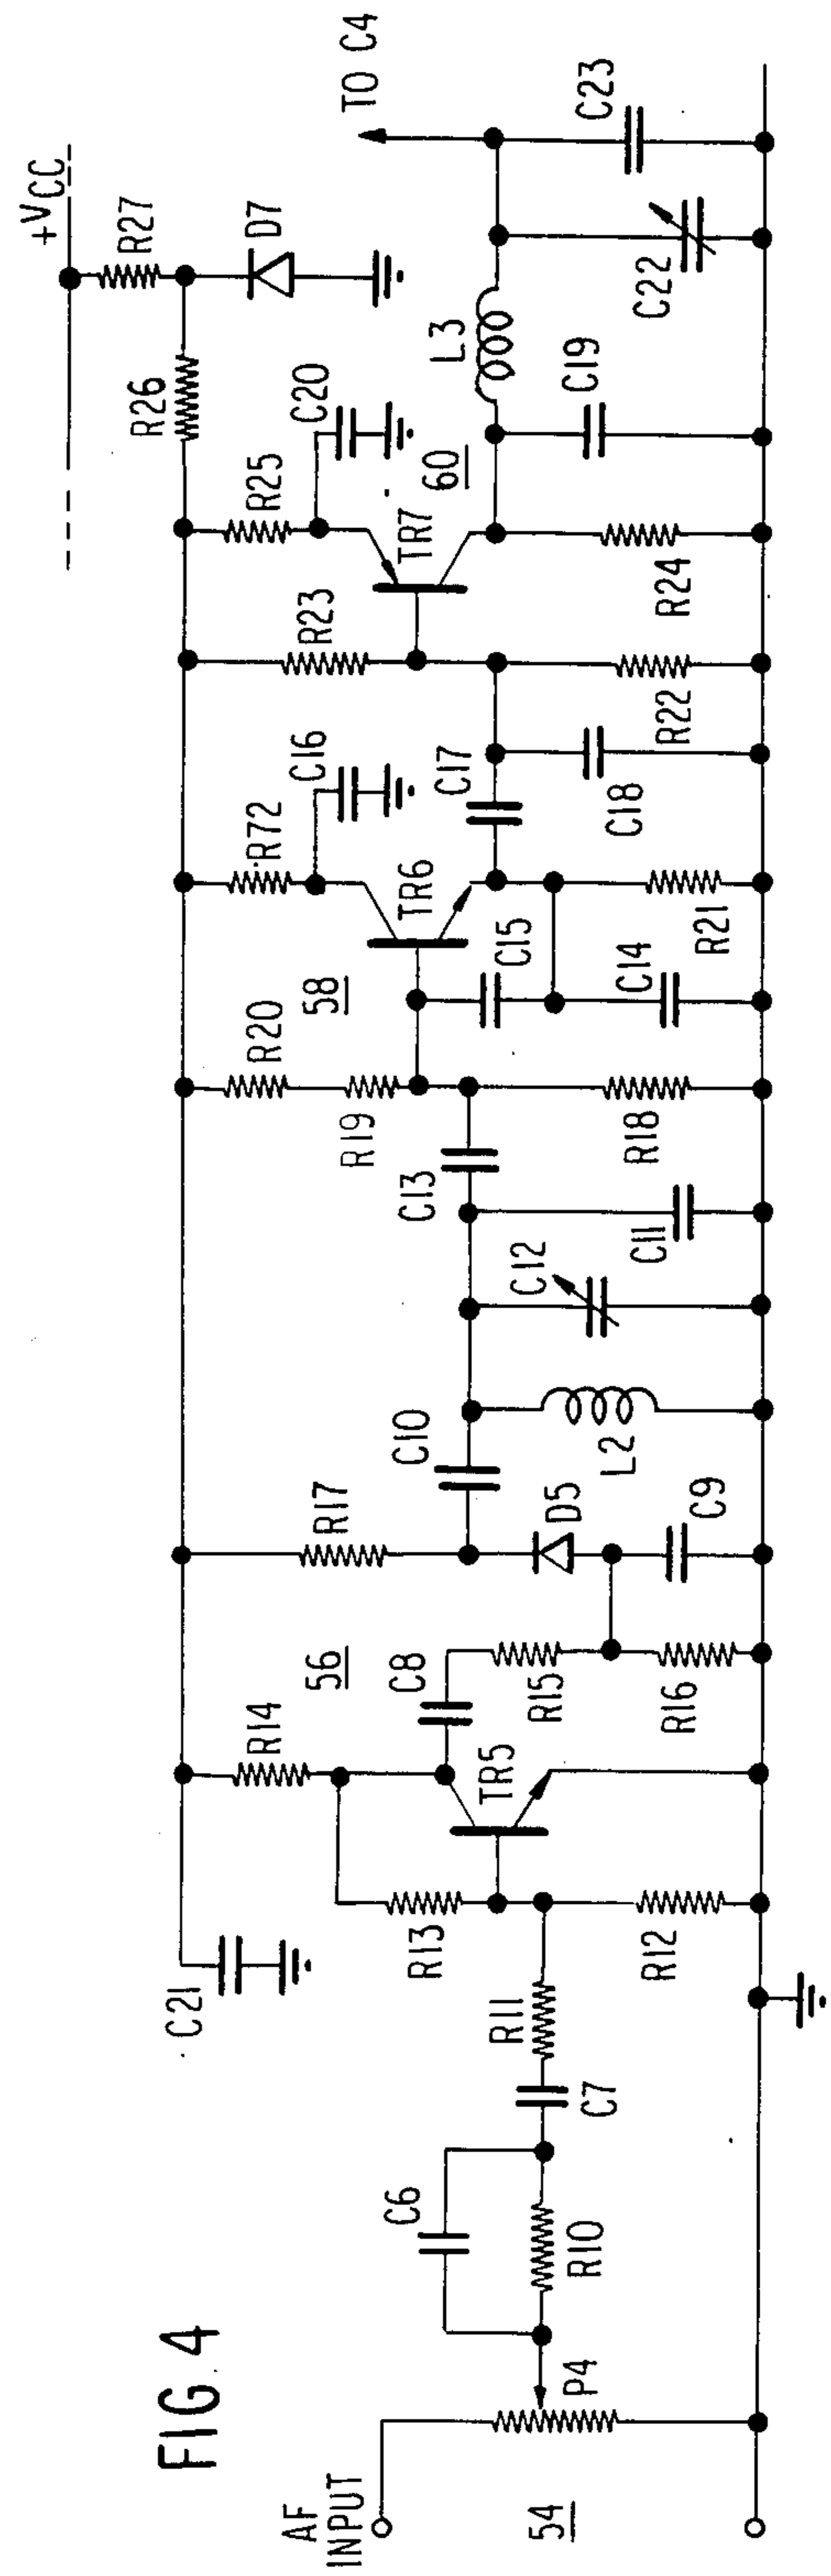 FIG 4
AF
INPUT
54
P4
C6
R10
C7
R11
C21
R13
R12
R14
TR5
56
C8
R15
R16
R17
D5
C9
C10
L2
C12
C11
C13
R20
R19
R18
58
TR6
C15
C14
R72
C16
R21
C17
C18
R23
R22
TR7
60
R25
C20
R24
R26
C19
L3
+VCC
R27
D7
C22
C23
TO C4